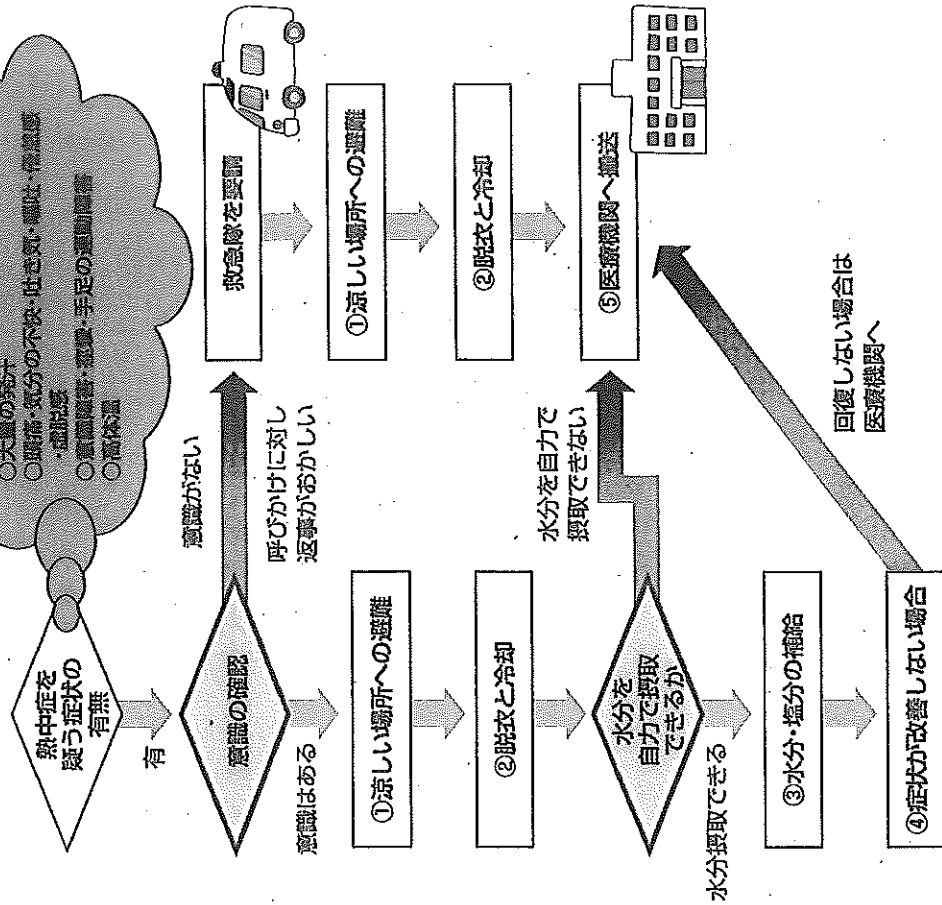 ○大量の発汗
○頭痛・気分の不快・吐き気・嘔吐・倦怠感
・虚脱感
○意識障害・痙攣・手足の運動障害
○高体温
熱中症を
疑う症状の
有無
有
意識の確認
意識がない
呼びかけに対し
返事がおかしい
救急隊を要請
①涼しい場所への避難
②脱衣と冷却
⑤医療機関へ搬送
意識はある
①涼しい場所への避難
②脱衣と冷却
水分を
自力で摂取
できるか
水分を自力で
摂取できない
水分摂取できる
③水分・塩分の補給
④症状が改善しない場合
回復しない場合は
医療機関へ